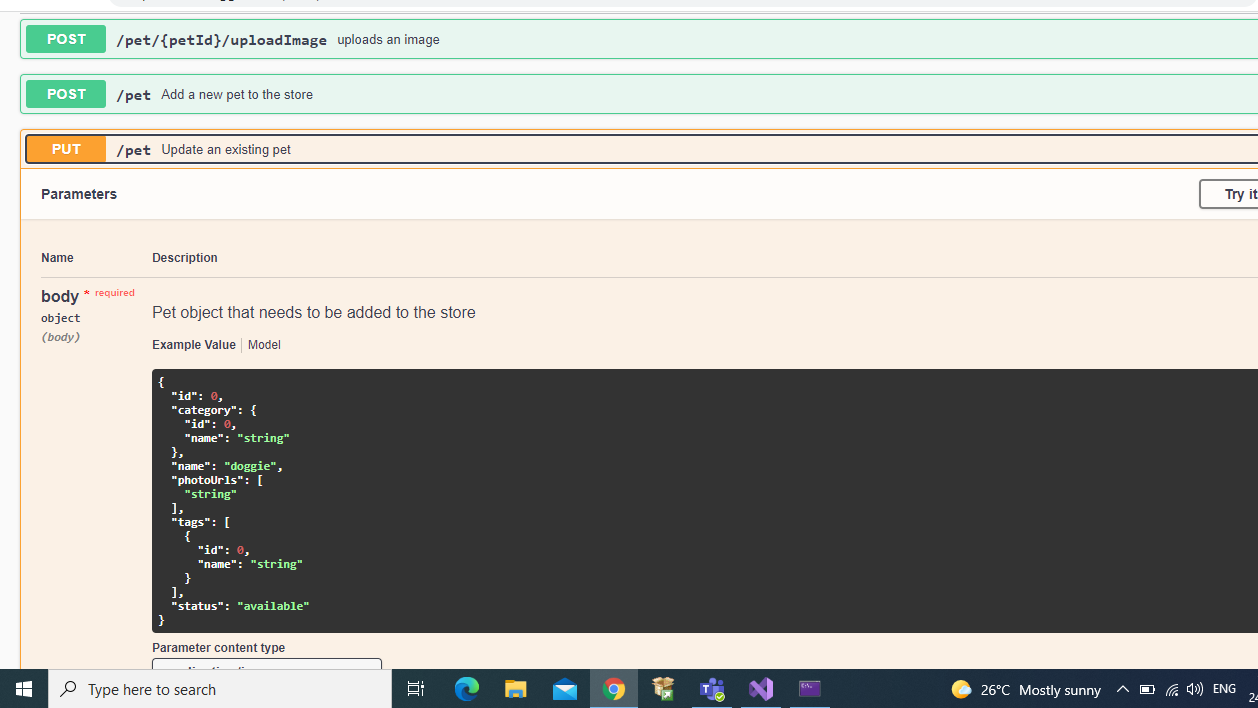 POST /pet/{petId}/uploadImage uploads an image
POST /pet Add a new pet to the store
PUT /pet Update an existing pet
Parameters
Try it
Name Description
body * required
object
(body)
Pet object that needs to be added to the store
Example Value Model
{
"id": 0,
"category": {
"id": 0,
"name": "string"
},
"name": "doggie",
"photoUrls": [
"string"
],
"tags": [
{
"id": 0,
"name": "string"
}
],
"status": "available"
}
Parameter content type
Type here to search
26°C Mostly sunny
ENG